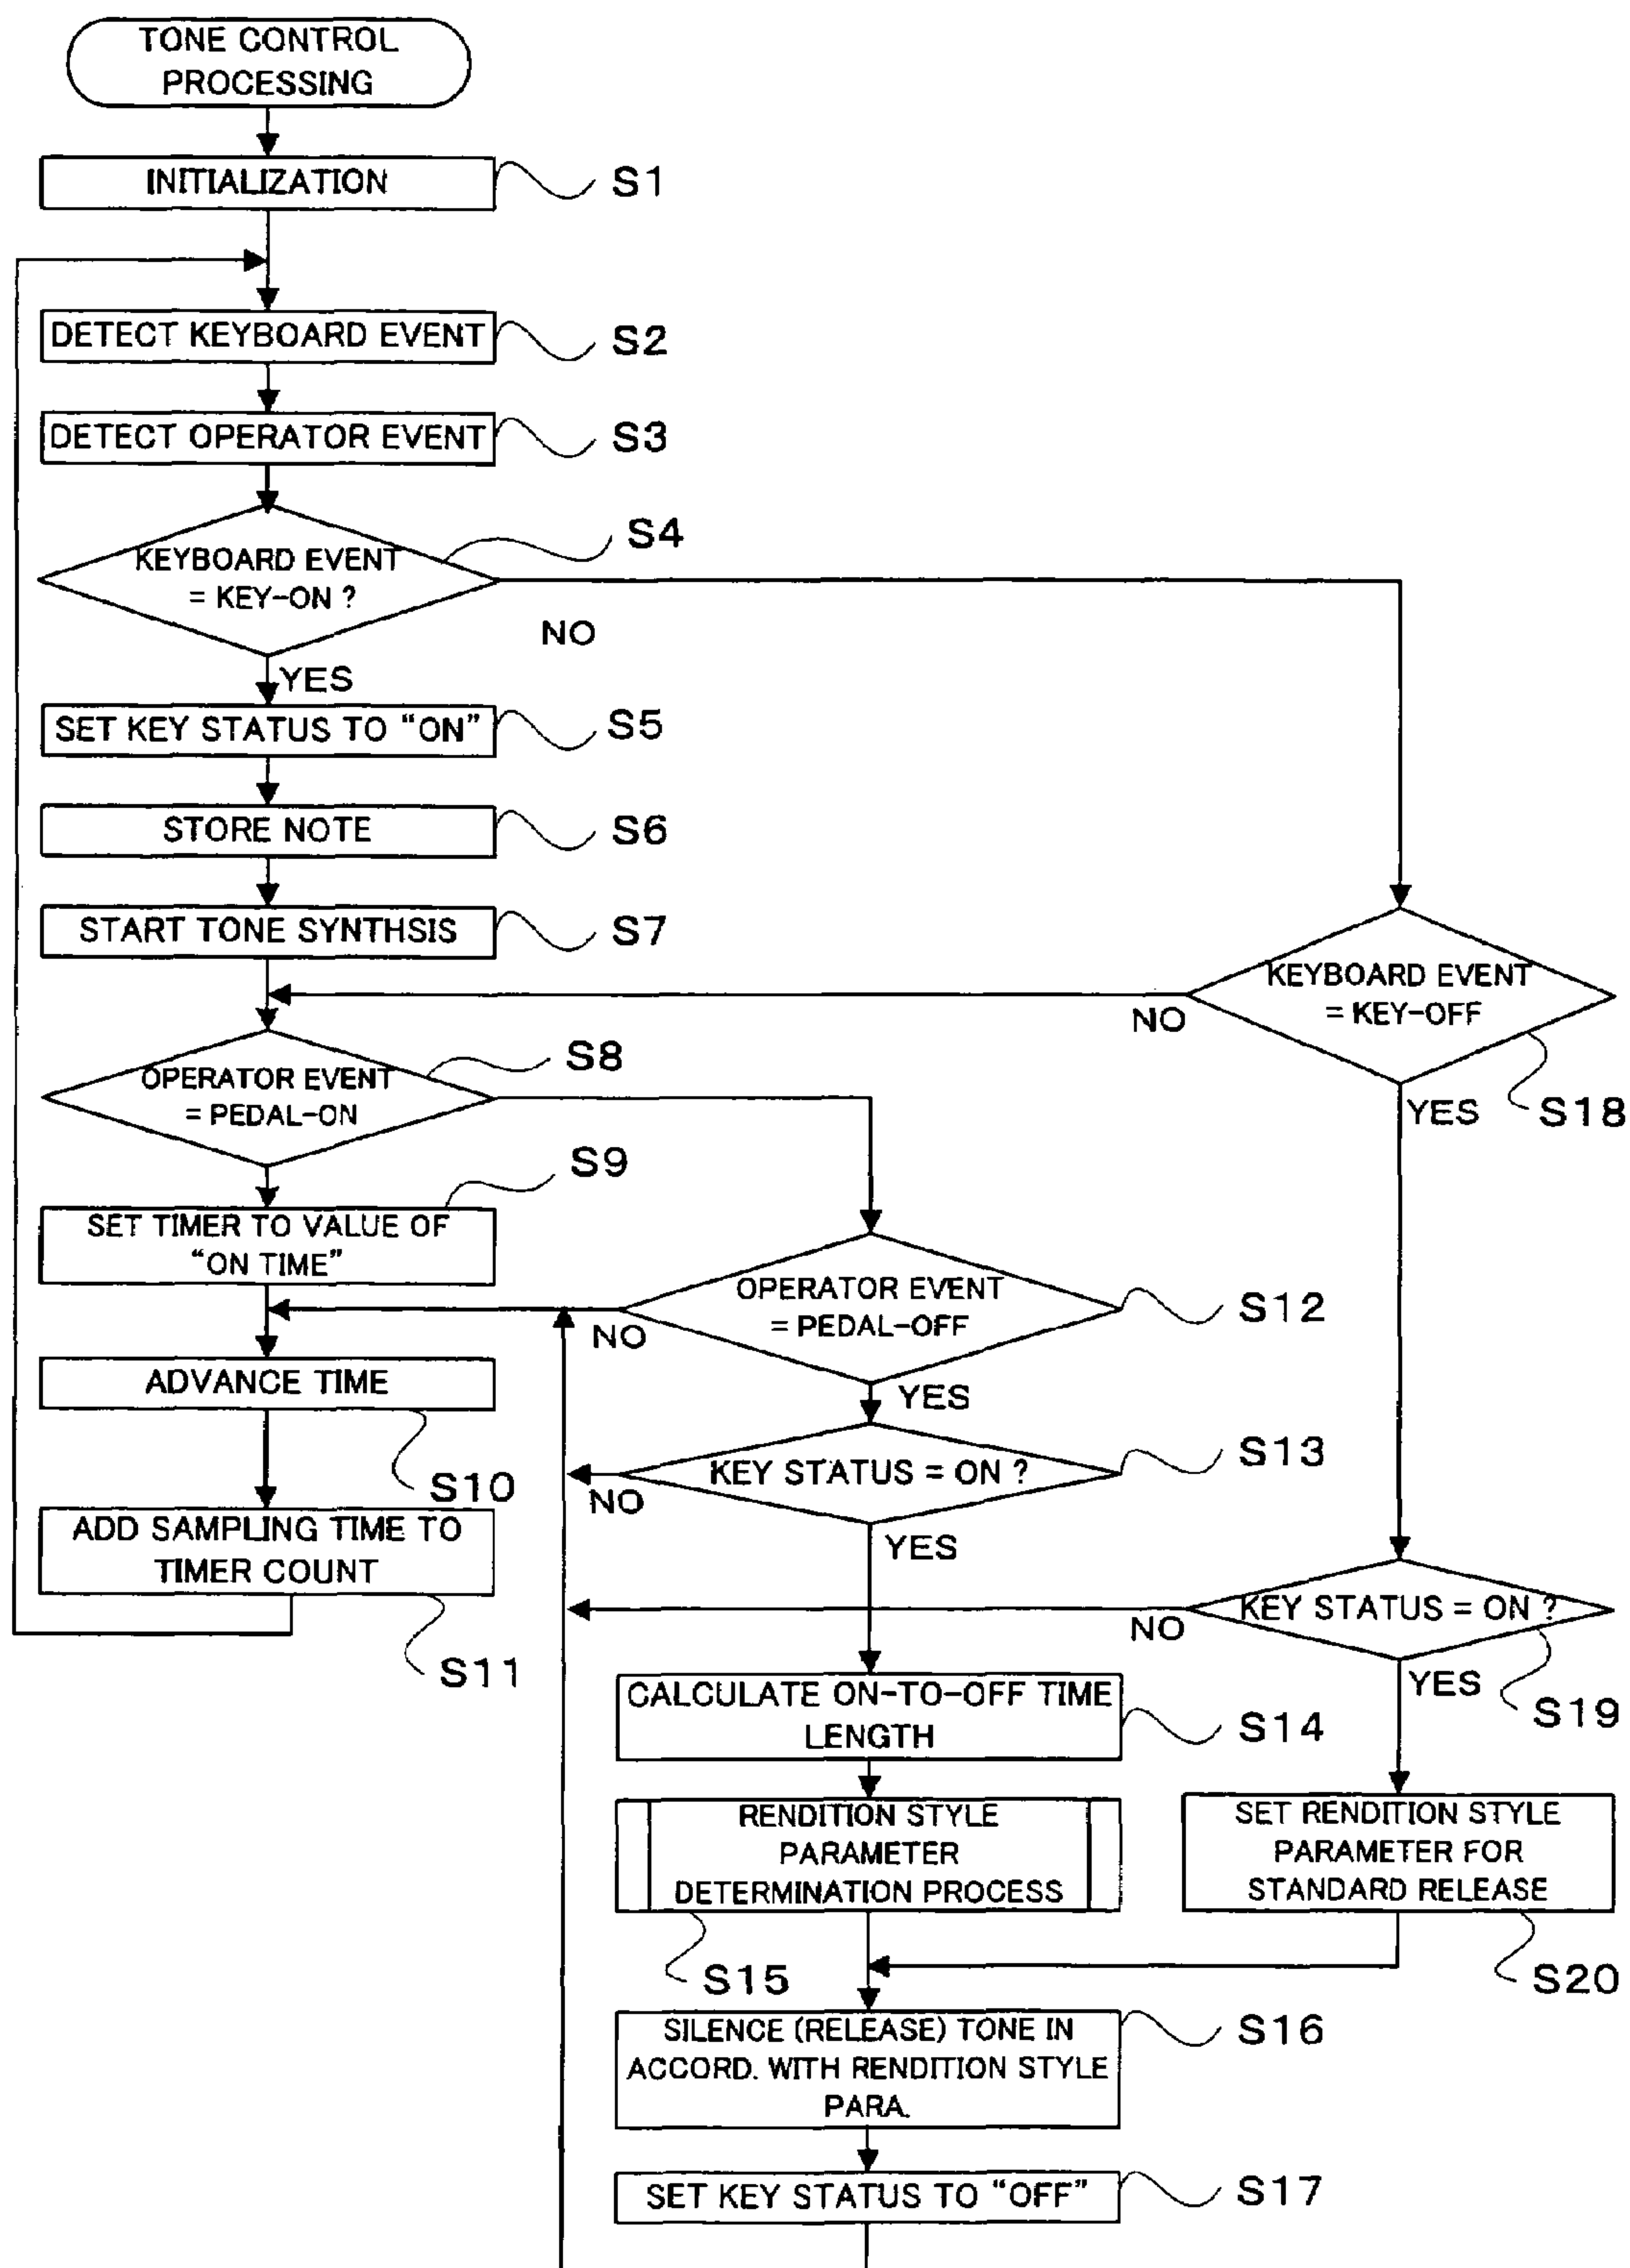 TONE CONTROL
PROCESSING
INITIALIZATION
S1
DETECT KEYBOARD EVENT
S2
DETECT OPERATOR EVENT
S3
KEYBOARD EVENT
= KEY-ON ?
S4
NO
YES
SET KEY STATUS TO “ON”
S5
STORE NOTE
S6
START TONE SYNTHSIS
S7
KEYBOARD EVENT
= KEY-OFF
NO
YES
S18
OPERATOR EVENT
= PEDAL-ON
S8
S9
SET TIMER TO VALUE OF
“ON TIME”
OPERATOR EVENT
= PEDAL-OFF
S12
NO
YES
ADVANCE TIME
S10
KEY STATUS = ON ?
S13
NO
YES
ADD SAMPLING TIME TO
TIMER COUNT
S11
KEY STATUS = ON ?
NO
YES
S19
CALCULATE ON-TO-OFF TIME
LENGTH
S14
RENDITION STYLE
PARAMETER
DETERMINATION PROCESS
S15
SET RENDITION STYLE
PARAMETER FOR
STANDARD RELEASE
S20
SILENCE (RELEASE) TONE IN
ACCORD. WITH RENDITION STYLE
PARA.
S16
SET KEY STATUS TO “OFF”
S17